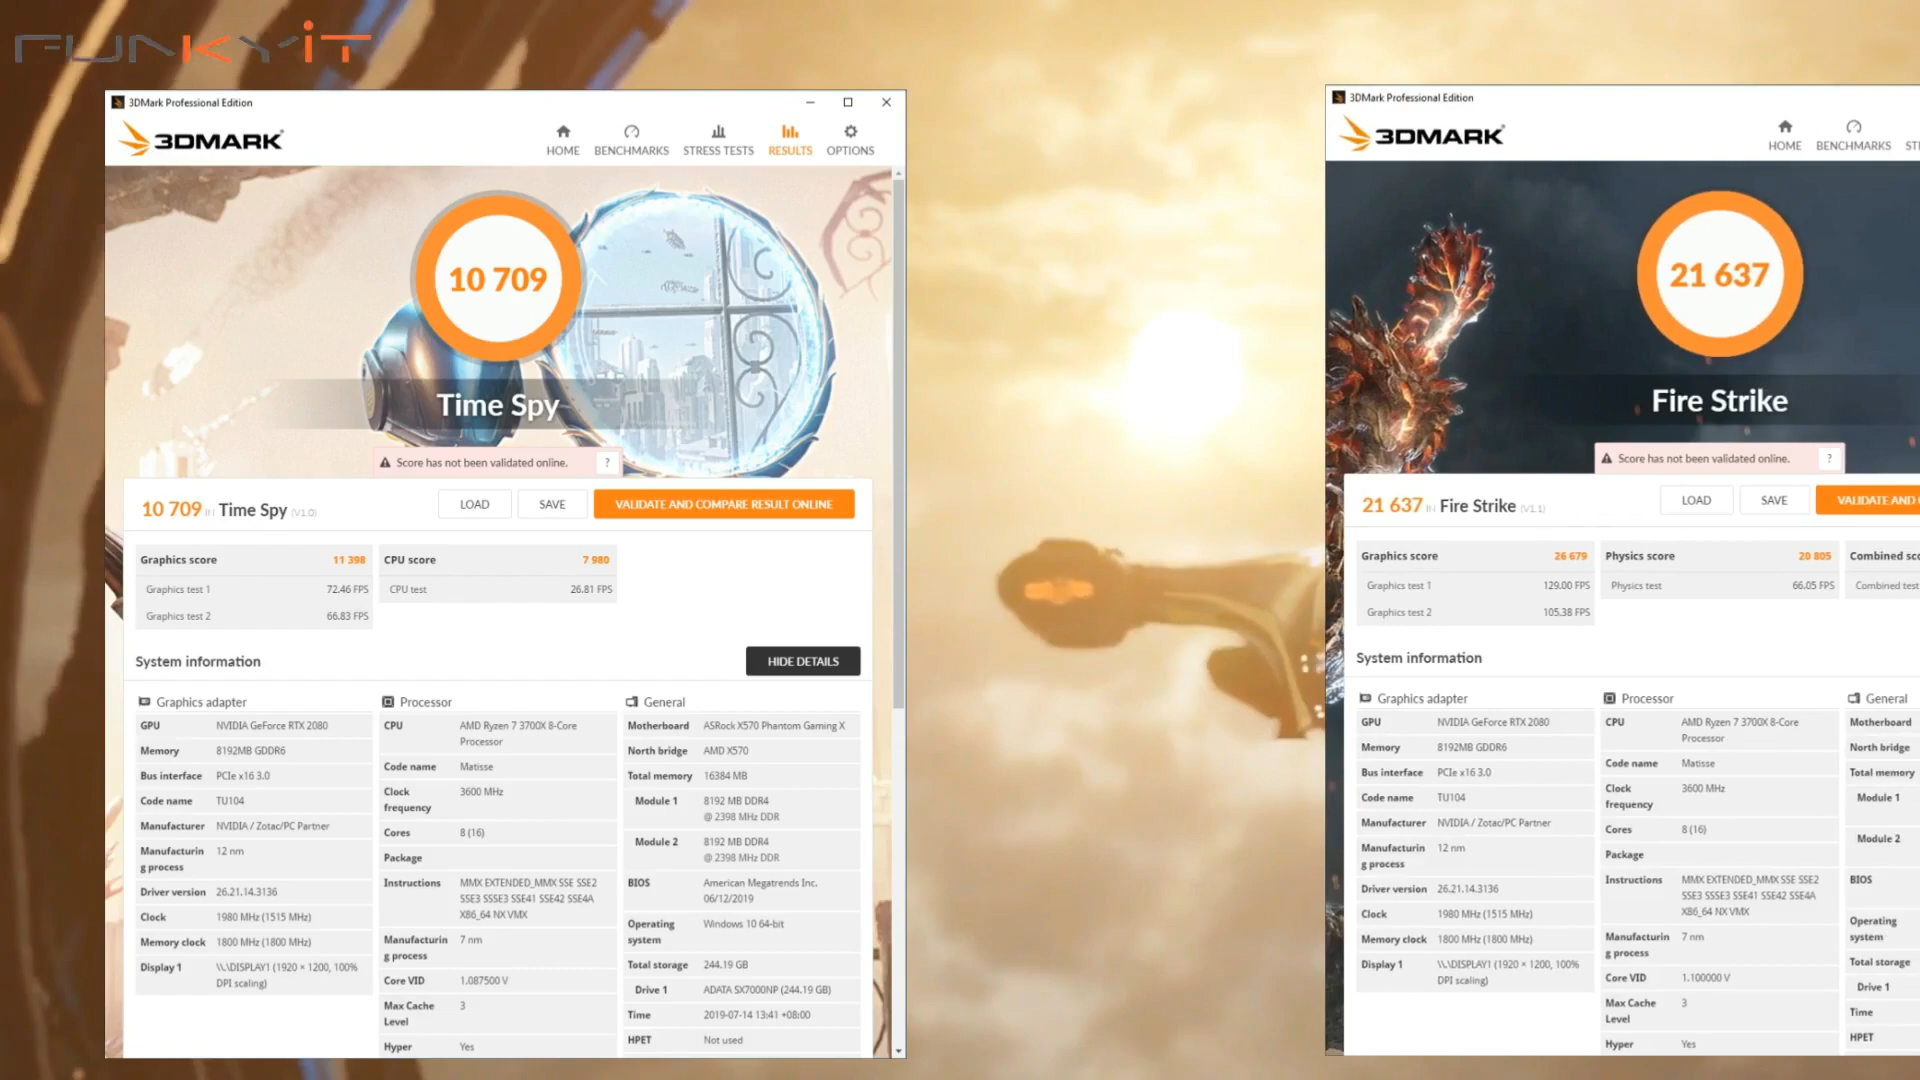 FUNKYiT
3DMark Professional Edition
3DMARK
HOME BENCHMARKS STRESS TESTS RESULTS OPTIONS
10 709
Time Spy
Score has not been validated online. ?
10 709 IN Time Spy (V1.0)
LOAD SAVE VALIDATE AND COMPARE RESULT ONLINE
Graphics score 11 398 CPU score 7 980
Graphics test 1 72.46 FPS CPU test 26.81 FPS
Graphics test 2 66.83 FPS
System information HIDE DETAILS
Graphics adapter
GPU NVIDIA GeForce RTX 2080
Memory 8192MB GDDR6
Bus interface PCIe x16 3.0
Code name TU104
Manufacturer NVIDIA / Zotac/PC Partner
Manufacturin 12 nm
g process
Driver version 26.21.14.3136
Clock 1980 MHz (1515 MHz)
Memory clock 1800 MHz (1800 MHz)
Display 1 \\.\DISPLAY1 (1920 × 1200, 100%
DPI scaling)
Processor
CPU AMD Ryzen 7 3700X 8-Core
Processor
Code name Matisse
Clock 3600 MHz
frequency
Cores 8 (16)
Package
Instructions MMX EXTENDED_MMX SSE SSE2
SSE3 SSSE3 SSE41 SSE42 SSE4A
X86_64 NX VMX
Manufacturin 7 nm
g process
Core VID 1.087500 V
Max Cache 3
Level
Hyper Yes
General
Motherboard ASRock X570 Phantom Gaming X
North bridge AMD X570
Total memory 16384 MB
Module 1 8192 MB DDR4
@ 2398 MHz DDR
Module 2 8192 MB DDR4
@ 2398 MHz DDR
BIOS American Megatrends Inc.
06/12/2019
Operating Windows 10 64-bit
system
Total storage 244.19 GB
Drive 1 ADATA SX7000NP (244.19 GB)
Time 2019-07-14 13:41 +08:00
HPET Not used
3DMark Professional Edition
3DMARK
HOME BENCHMARKS ST
21 637
Fire Strike
Score has not been validated online. ?
21 637 IN Fire Strike (V1.1)
LOAD SAVE VALIDATE AND
Graphics score 26 679 Physics score 20 805 Combined sco
Graphics test 1 129.00 FPS Physics test 66.05 FPS Combined test
Graphics test 2 105.38 FPS
System information
Graphics adapter
GPU NVIDIA GeForce RTX 2080
Memory 8192MB GDDR6
Bus interface PCIe x16 3.0
Code name TU104
Manufacturer NVIDIA / Zotac/PC Partner
Manufacturin 12 nm
g process
Driver version 26.21.14.3136
Clock 1980 MHz (1515 MHz)
Memory clock 1800 MHz (1800 MHz)
Display 1 \\.\DISPLAY1 (1920 × 1200, 100%
DPI scaling)
Processor
CPU AMD Ryzen 7 3700X 8-Core
Processor
Code name Matisse
Clock 3600 MHz
frequency
Cores 8 (16)
Package
Instructions MMX EXTENDED_MMX SSE SSE2
SSE3 SSSE3 SSE41 SSE42 SSE4A
X86_64 NX VMX
Manufacturin 7 nm
g process
Core VID 1.100000 V
Max Cache 3
Level
Hyper Yes
General
Motherboard
North bridge
Total memory
Module 1
Module 2
BIOS
Operating
system
Total storage
Drive 1
Time
HPET